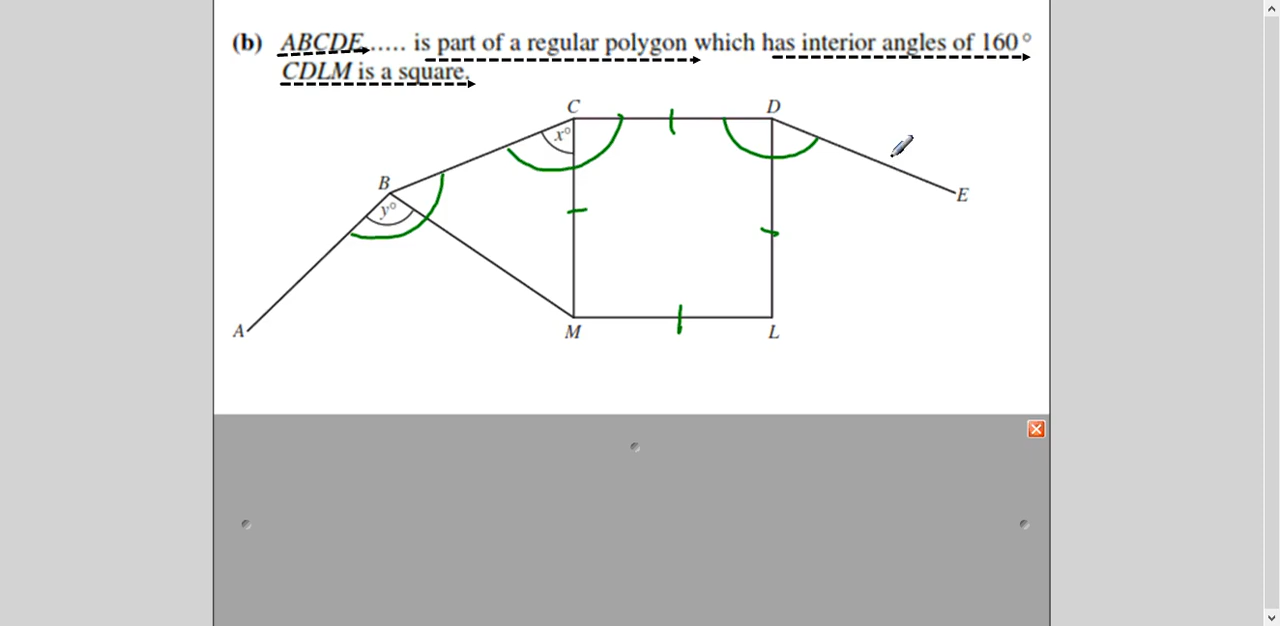 (b) ABCDE...... is part of a regular polygon which has interior angles of 160°
CDLM is a square.
C
D
x°
B
E
y°
A
M
L